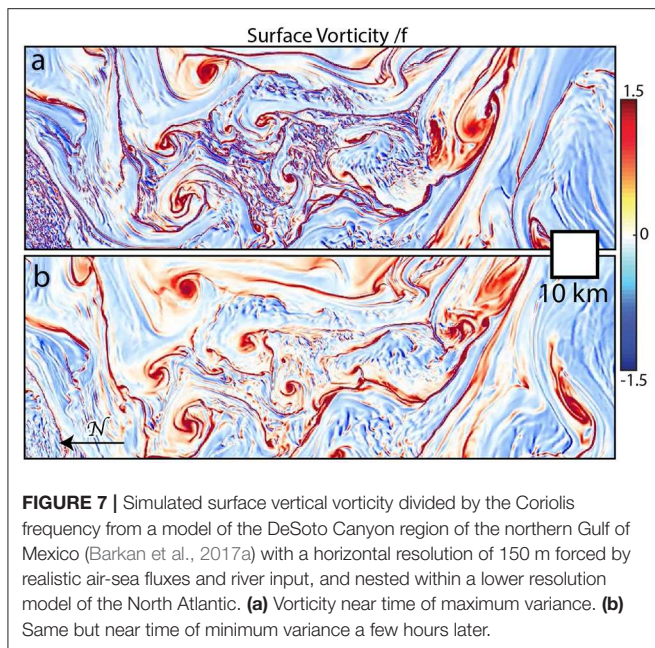 Surface Vorticity /f
a
1.5
0
-1.5
10 km
b
N
FIGURE 7 | Simulated surface vertical vorticity divided by the Coriolis
frequency from a model of the DeSoto Canyon region of the northern Gulf of
Mexico (Barkan et al., 2017a) with a horizontal resolution of 150 m forced by
realistic air-sea fluxes and river input, and nested within a lower resolution
model of the North Atlantic. (a) Vorticity near time of maximum variance. (b)
Same but near time of minimum variance a few hours later.